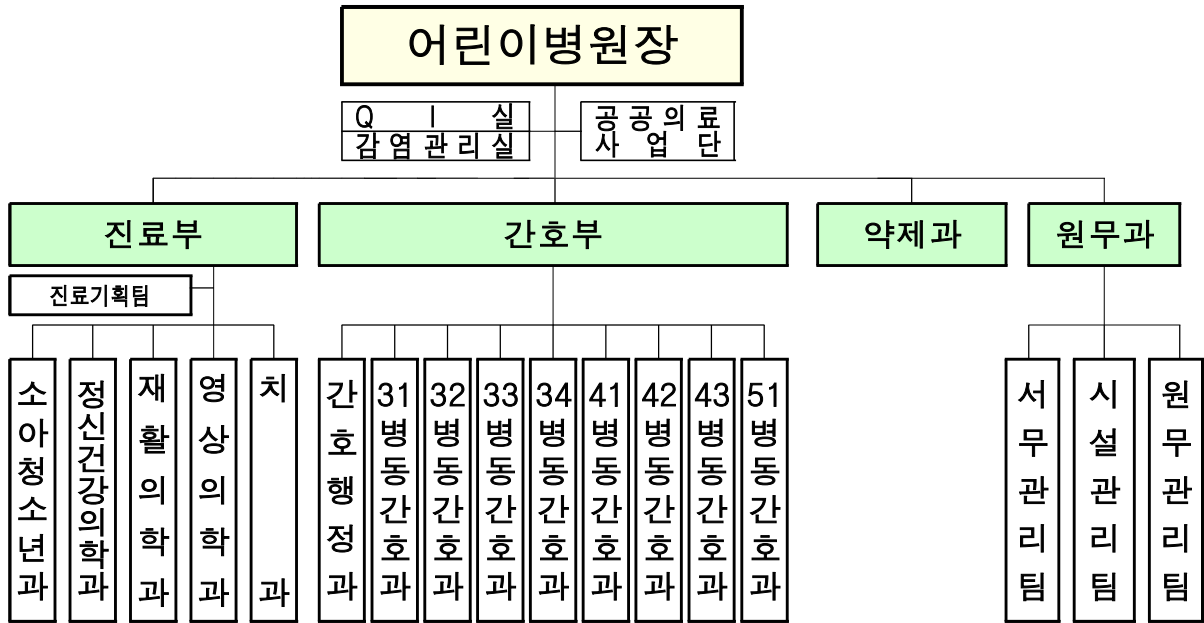 어린이병원장
Q I 실
감염관리실
공공의료
사업단
진료부
간호부
약제과
원무과
진료기획팀
소아청소년과
정신건강의학과
재활의학과
영상의학과
치과
간호행정과
31병동간호과
32병동간호과
33병동간호과
34병동간호과
41병동간호과
42병동간호과
43병동간호과
51병동간호과
서무관리팀
시설관리팀
원무관리팀